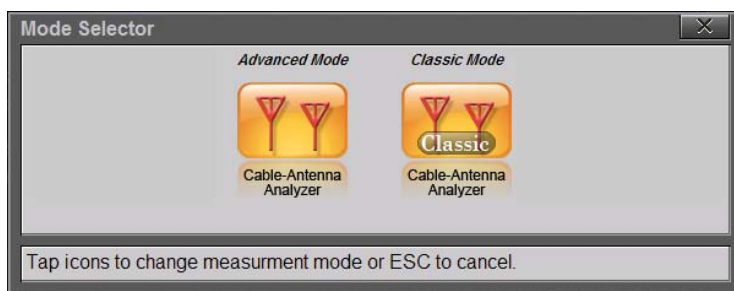 Mode Selector
Advanced Mode Classic Mode
Classic
Cable-Antenna Analyzer
Cable-Antenna Analyzer
Tap icons to change measurment mode or ESC to cancel.